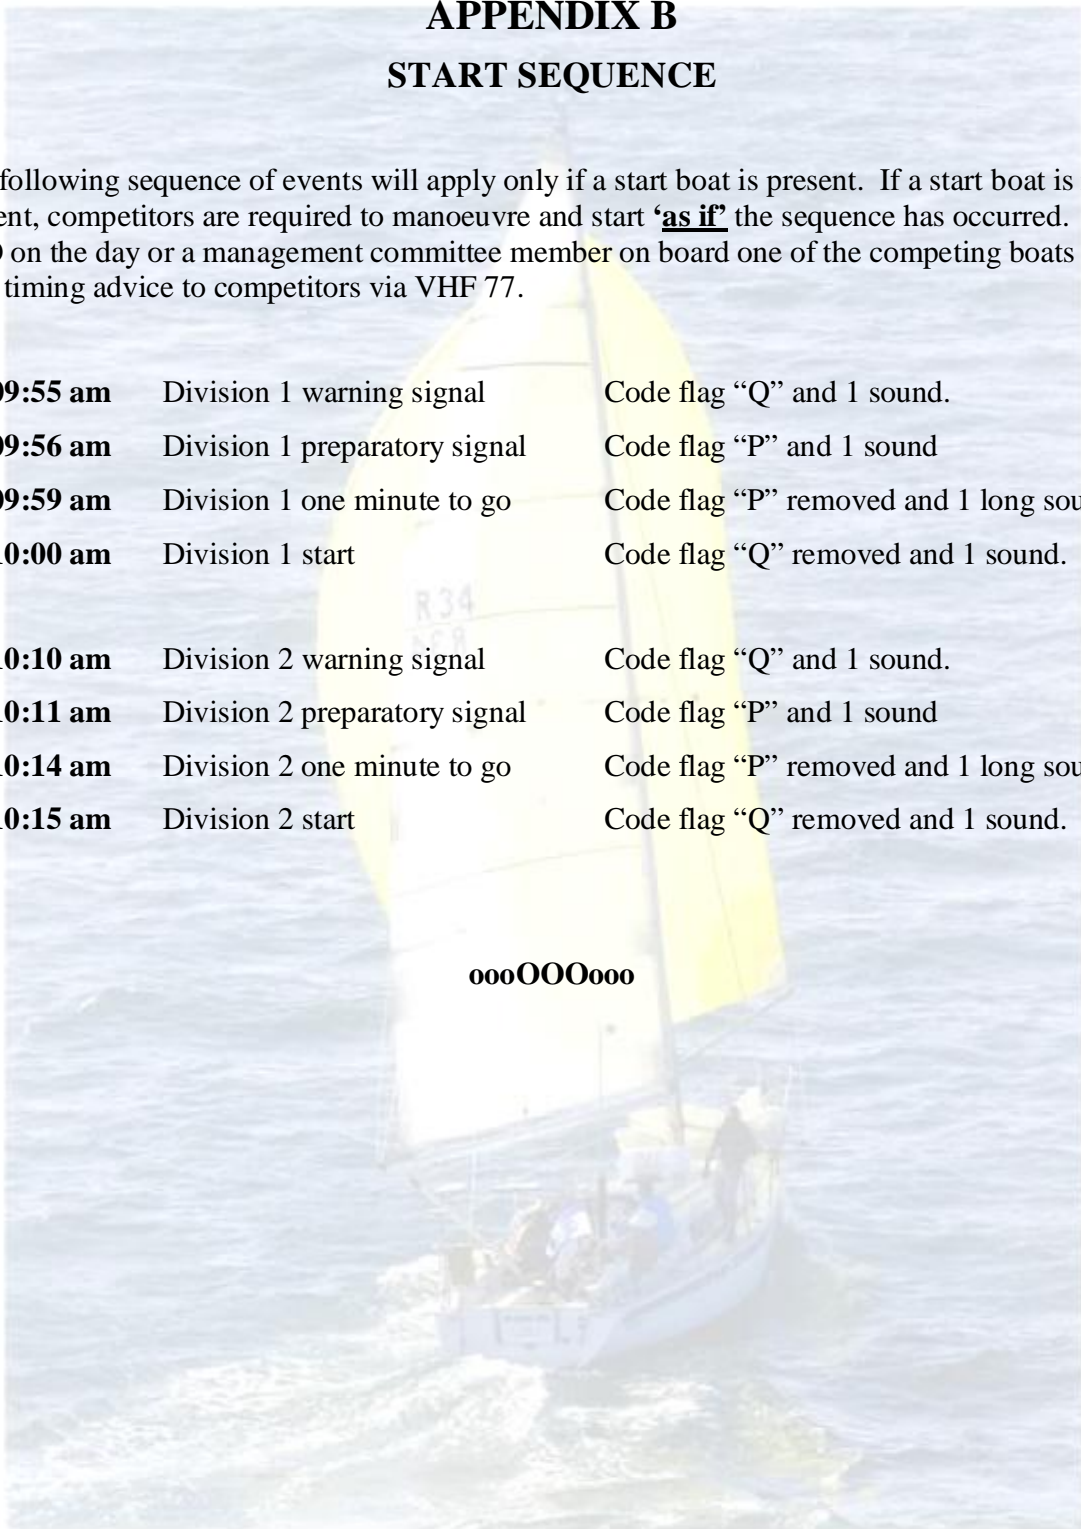 APPENDIX B
START SEQUENCE
following sequence of events will apply only if a start boat is present. If a start boat is
competitors are required to manoeuvre and start ‘as if’ the sequence has occurred.
on the day or a management committee member on board one of the competing boats
timing advice to competitors via VHF 77.
09:55 am Division 1 warning signal Code flag “Q” and 1 sound.
09:56 am Division 1 preparatory signal Code flag “P” and 1 sound
09:59 am Division 1 one minute to go Code flag “P” removed and 1 long
10:00 am Division 1 start Code flag “Q” removed and 1 sound.
10:10 am Division 2 warning signal Code flag “Q” and 1 sound.
10:11 am Division 2 preparatory signal Code flag “P” and 1 sound
10:14 am Division 2 one minute to go Code flag “P” removed and 1 long
10:15 am Division 2 start Code flag “Q” removed and 1 sound.
R34
oooOOOooo